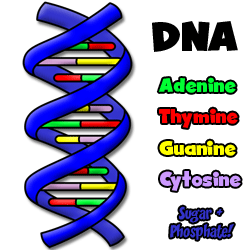 DNA
Adenine
Thymine
Guanine
Cytosine
Sugar +
Phosphate!